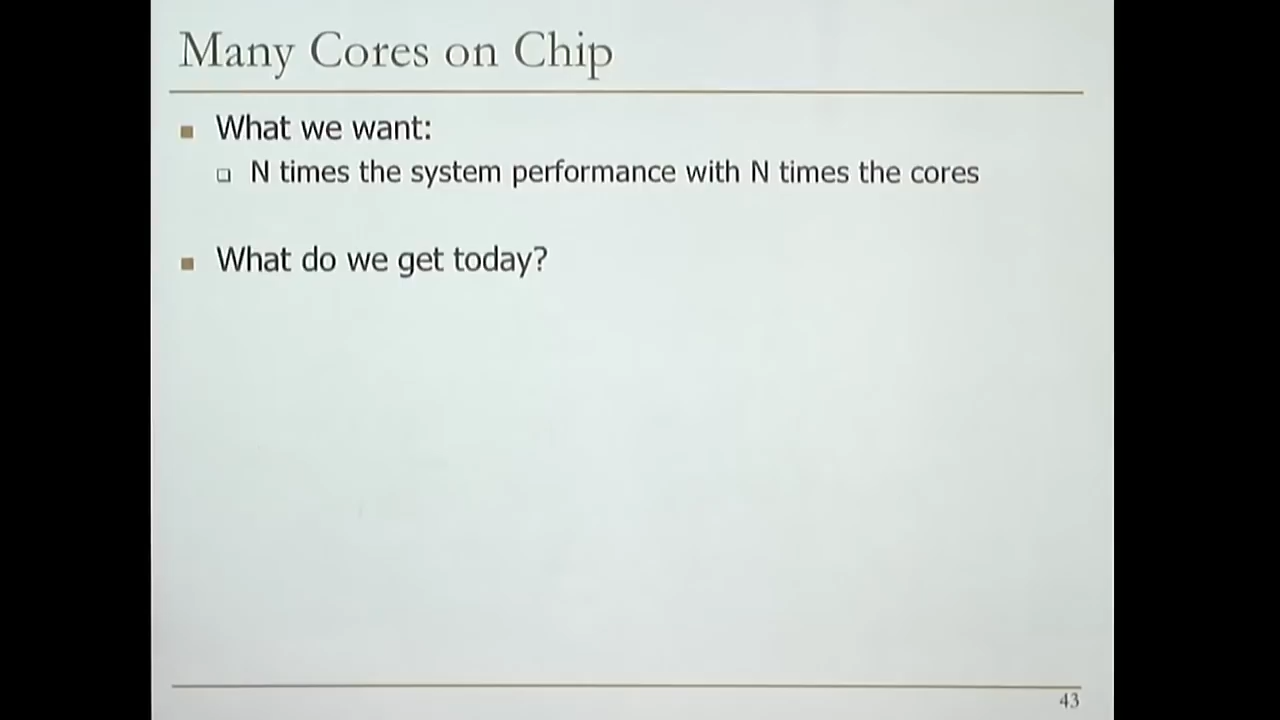 Many Cores on Chip
What we want:
N times the system performance with N times the cores
What do we get today?
43